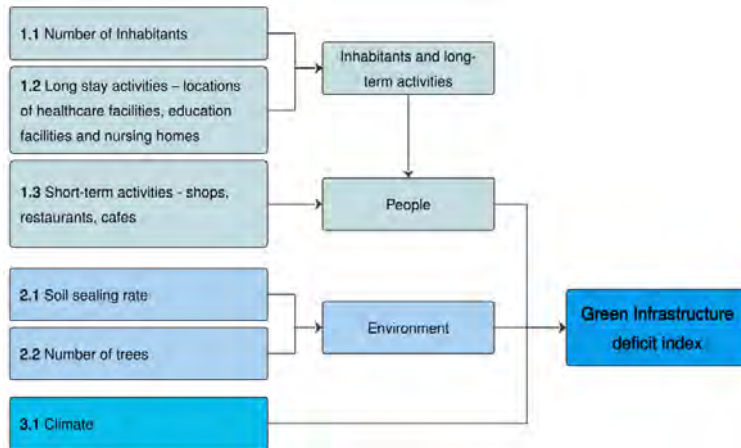 1.1 Number of Inhabitants
Inhabitants and long-
term activities
1.2 Long stay activities – locations
of healthcare facilities, education
facilities and nursing homes
1.3 Short-term activities - shops,
restaurants, cafes
People
2.1 Soil sealing rate
Environment
2.2 Number of trees
Green Infrastructure
deficit index
3.1 Climate